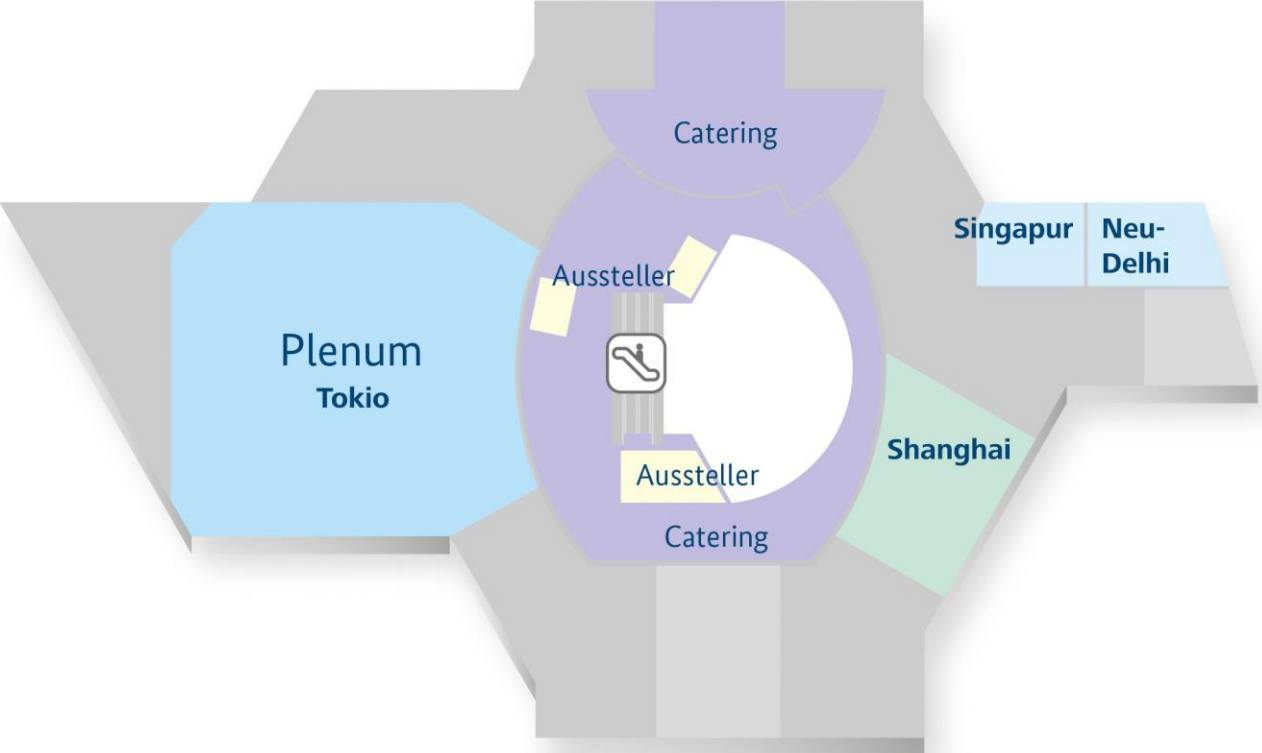 Catering
Singapur
Neu-
Delhi
Aussteller
Plenum
Tokio
Shanghai
Aussteller
Catering